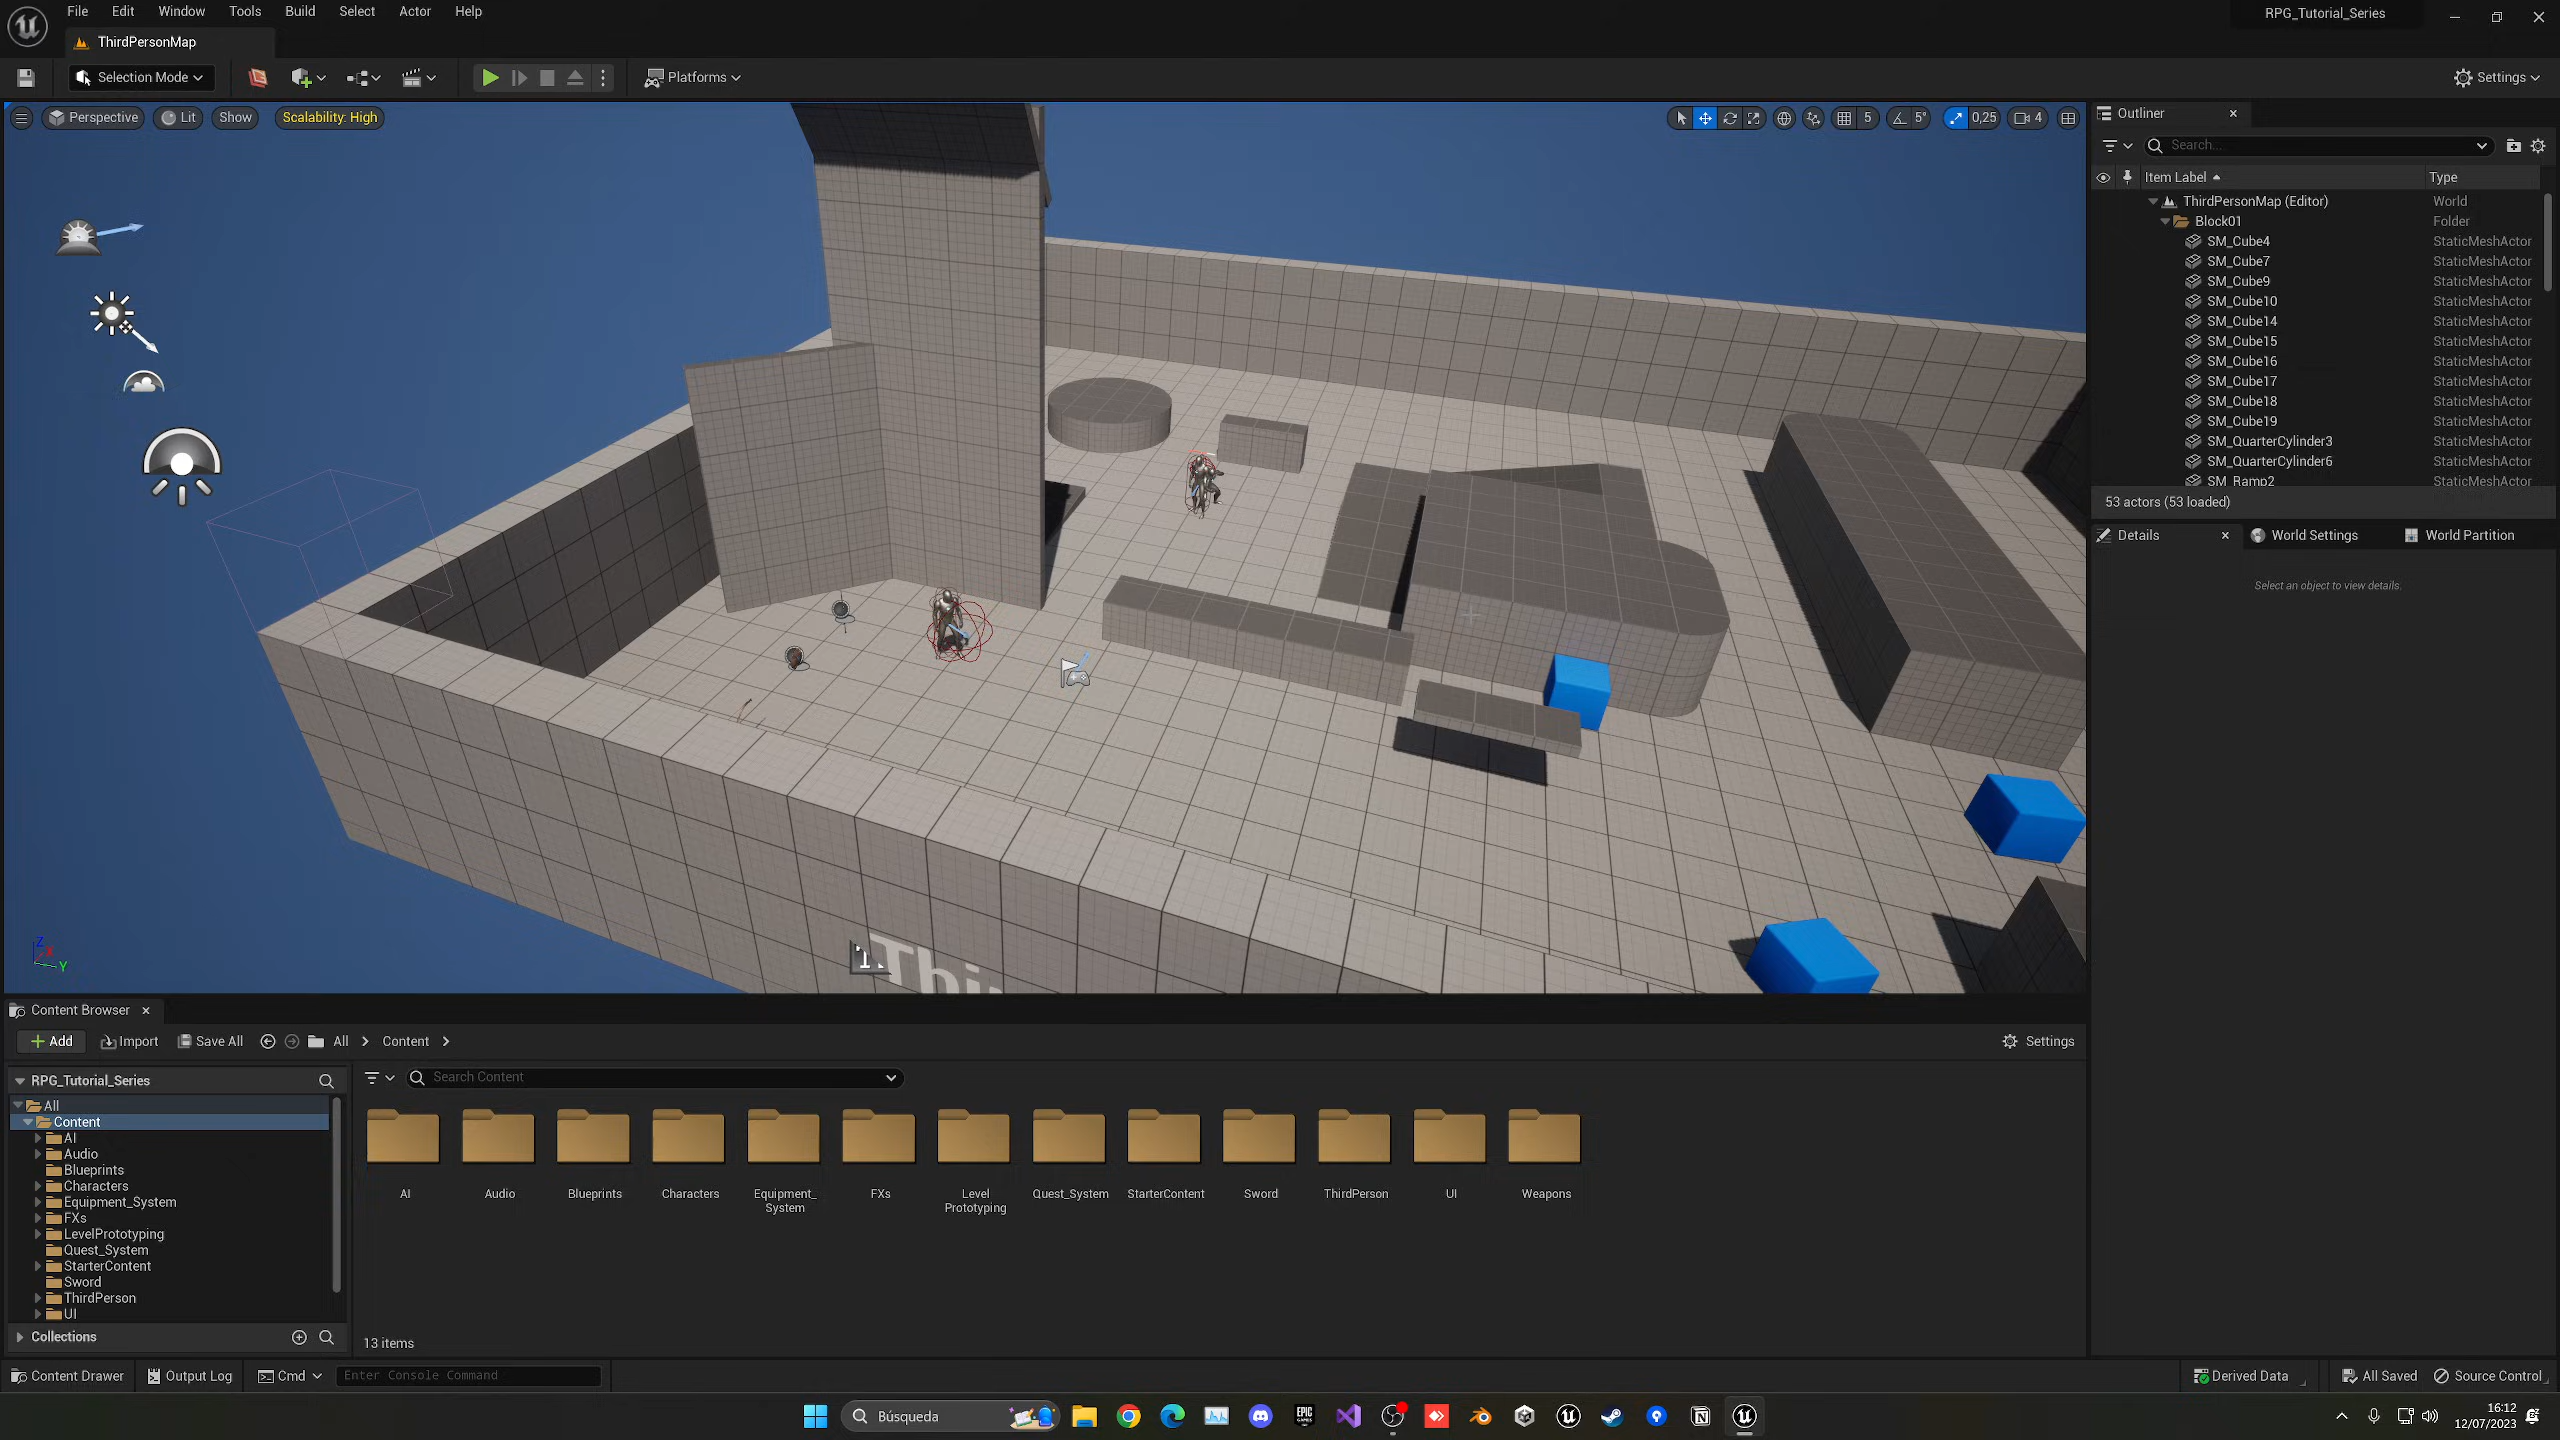 File Edit Window Tools Build Select Actor Help
RPG_Tutorial_Series
ThirdPersonMap
Selection Mode
Platforms
Settings
Perspective Lit Show Scalability: High
5 5° 0,25 4
Outliner
Search...
Item Label Type
ThirdPersonMap (Editor) World
Block01 Folder
SM_Cube4 StaticMeshActor
SM_Cube7 StaticMeshActor
SM_Cube9 StaticMeshActor
SM_Cube10 StaticMeshActor
SM_Cube14 StaticMeshActor
SM_Cube15 StaticMeshActor
SM_Cube16 StaticMeshActor
SM_Cube17 StaticMeshActor
SM_Cube18 StaticMeshActor
SM_Cube19 StaticMeshActor
SM_QuarterCylinder3 StaticMeshActor
SM_QuarterCylinder6 StaticMeshActor
SM_Ramp2 StaticMeshActor
53 actors (53 loaded)
Details World Settings World Partition
Select an object to view details.
Z
X
Y
Thi
Content Browser
Add Import Save All All Content Settings
RPG_Tutorial_Series
Search Content
All
Content
AI
Audio
Blueprints
Characters
Equipment_System
FXs
LevelPrototyping
Quest_System
StarterContent
Sword
ThirdPerson
UI
Collections
AI Audio Blueprints Characters Equipment_ FXs Level Quest_System StarterContent Sword ThirdPerson UI Weapons
System Prototyping
13 items
Content Drawer Output Log Cmd Enter Console Command
Derived Data All Saved Source Control
Búsqueda
EPIC
GAMES
16:12
12/07/2023